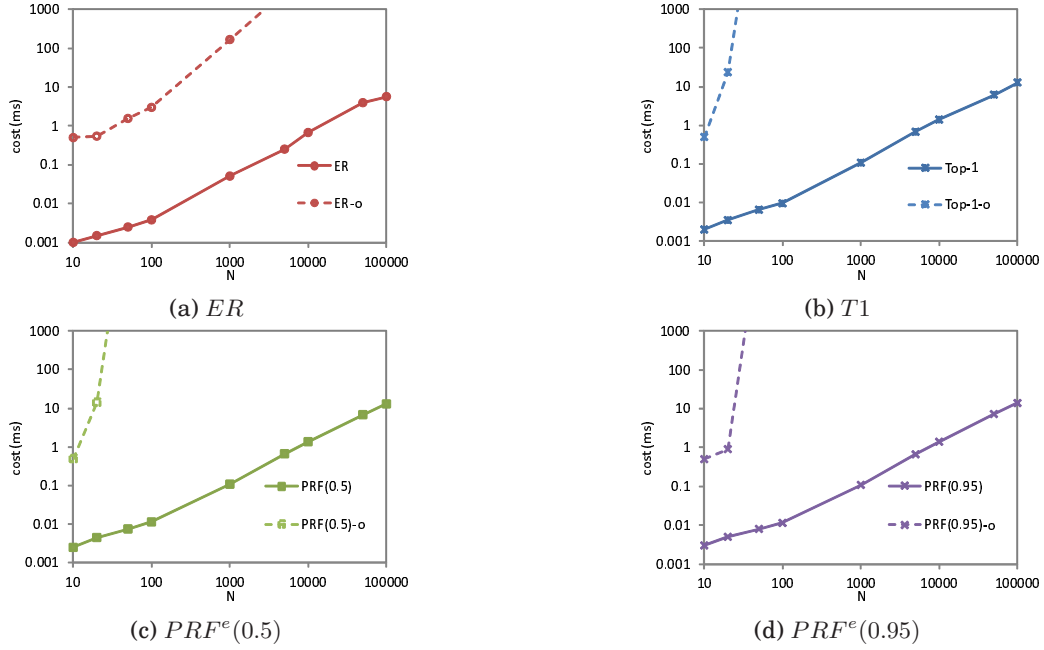 1000
100
10
1
0.1
0.01
0.001
cost (ms)
10 100 1000 10000 100000
N
ER
ER-o
(a) ER
1000
100
10
1
0.1
0.01
0.001
cost (ms)
10 100 1000 10000 100000
N
Top-1
Top-1-o
(b) T1
1000
100
10
1
0.1
0.01
0.001
cost (ms)
10 100 1000 10000 100000
N
PRF(0.5)
PRF(0.5)-o
(c) PRF^e(0.5)
1000
100
10
1
0.1
0.01
0.001
cost (ms)
10 100 1000 10000 100000
N
PRF(0.95)
PRF(0.95)-o
(d) PRF^e(0.95)